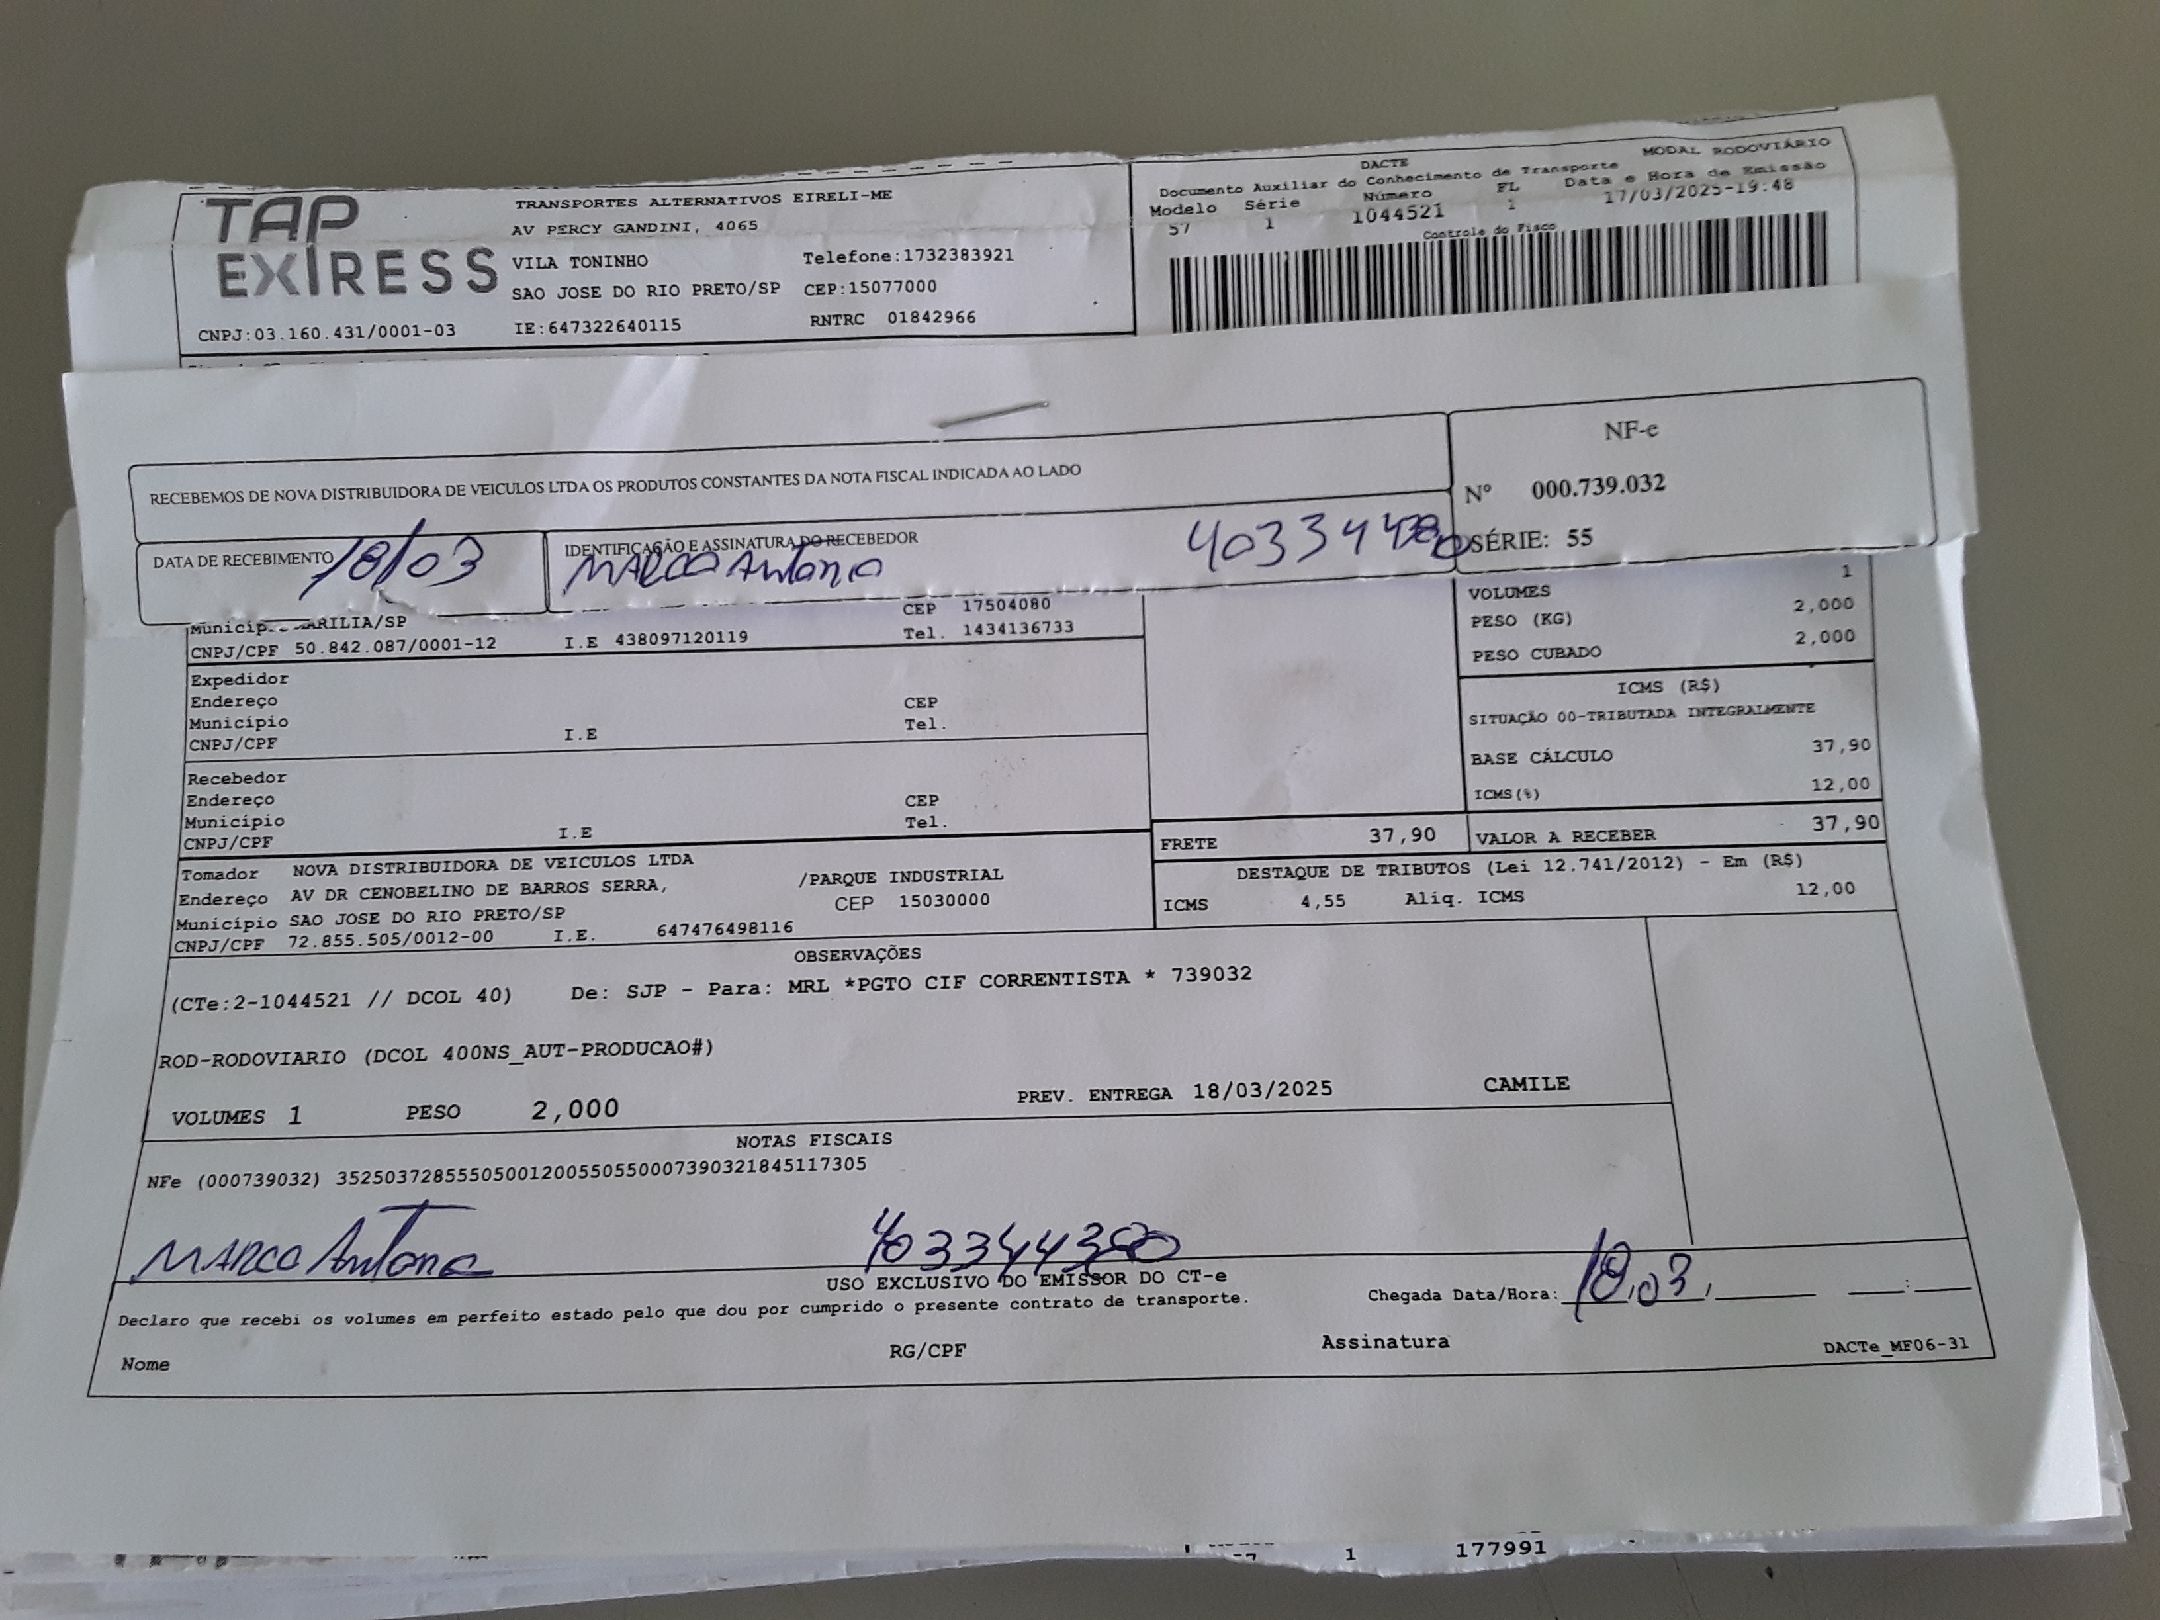 TAP
EXIRESS
TRANSPORTES ALTERNATIVOS EIRELI-ME
AV PERCY GANDINI, 4065
VILA TONINHO Telefone:1732383921
SAO JOSE DO RIO PRETO/SP CEP:15077000
CNPJ:03.160.431/0001-03 IE:647322640115 RNTRC 01842966
DACTE MODAL RODOVIÁRIO
Documento Auxiliar do Conhecimento de Transporte
Modelo Série Número FL Data e Hora de Emissão
57 1 1044521 1 17/03/2025-19:48
Controle do Fisco
NF-e
RECEBEMOS DE NOVA DISTRIBUIDORA DE VEICULOS LTDA OS PRODUTOS CONSTANTES DA NOTA FISCAL INDICADA AO LADO
Nº 000.739.032
SÉRIE: 55
DATA DE RECEBIMENTO 18/03
IDENTIFICAÇÃO E ASSINATURA DO RECEBEDOR
MARCO Antonio
CEP 17504080
CNPJ/CPF 50.842.087/0001-12 I.E 438097120119 Tel. 1434136733
Expedidor
Endereço CEP
Município Tel.
CNPJ/CPF I.E
Recebedor
Endereço CEP
Município Tel.
CNPJ/CPF I.E
VOLUMES 1
PESO (KG) 2,000
PESO CUBADO 2,000
ICMS (R$)
SITUAÇÃO 00-TRIBUTADA INTEGRALMENTE
BASE CÁLCULO 37,90
ICMS(%) 12,00
FRETE 37,90 VALOR A RECEBER 37,90
Tomador NOVA DISTRIBUIDORA DE VEICULOS LTDA
Endereço AV DR CENOBELINO DE BARROS SERRA, /PARQUE INDUSTRIAL
Município SAO JOSE DO RIO PRETO/SP CEP 15030000
CNPJ/CPF 72.855.505/0012-00 I.E. 647476498116
DESTAQUE DE TRIBUTOS (Lei 12.741/2012) - Em (R$)
ICMS 4,55 Aliq. ICMS 12,00
OBSERVAÇÕES
(CTe:2-1044521 // DCOL 40) De: SJP - Para: MRL *PGTO CIF CORRENTISTA * 739032
ROD-RODOVIARIO (DCOL 400NS_AUT-PRODUCAO#)
VOLUMES 1 PESO 2,000 PREV. ENTREGA 18/03/2025 CAMILE
NOTAS FISCAIS
NFe (000739032) 35250372855505001200550550007390321845117305
MARCO Antonio
USO EXCLUSIVO DO EMISSOR DO CT-e
Declaro que recebi os volumes em perfeito estado pelo que dou por cumprido o presente contrato de transporte.
Chegada Data/Hora: 18.03
Nome RG/CPF Assinatura DACTe_MF06-31
1 177991